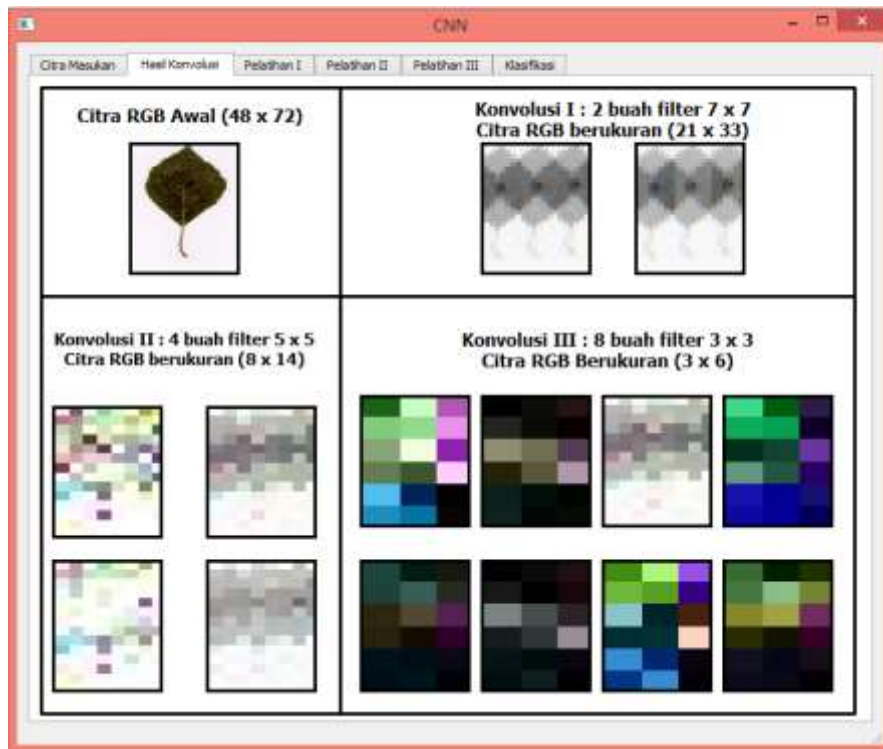 CNN
Citra Masukan
Hasil Konvolusi
Pelatihan I
Pelatihan II
Pelatihan III
Klasifikasi
Citra RGB Awal (48 x 72)
Konvolusi I : 2 buah filter 7 x 7
Citra RGB berukuran (21 x 33)
Konvolusi II : 4 buah filter 5 x 5
Citra RGB berukuran (8 x 14)
Konvolusi III : 8 buah filter 3 x 3
Citra RGB Berukuran (3 x 6)